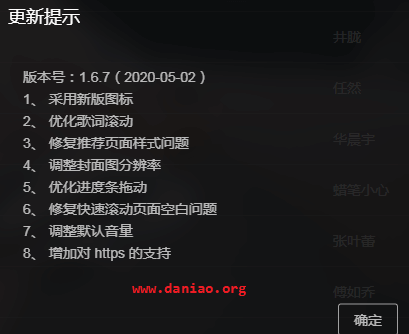 更新提示
井胧
版本号：1.6.7（2020-05-02）
任然
1、 采用新版图标
2、 优化歌词滚动
3、 修复推荐页面样式问题
华晨宇
4、 调整封面图分辨率
5、 优化进度条拖动
蜡笔小心
6、 修复快速滚动页面空白问题
7、 调整默认音量
张叶蕾
8、 增加对 https 的支持
www.daniao.org
傅如乔
确定